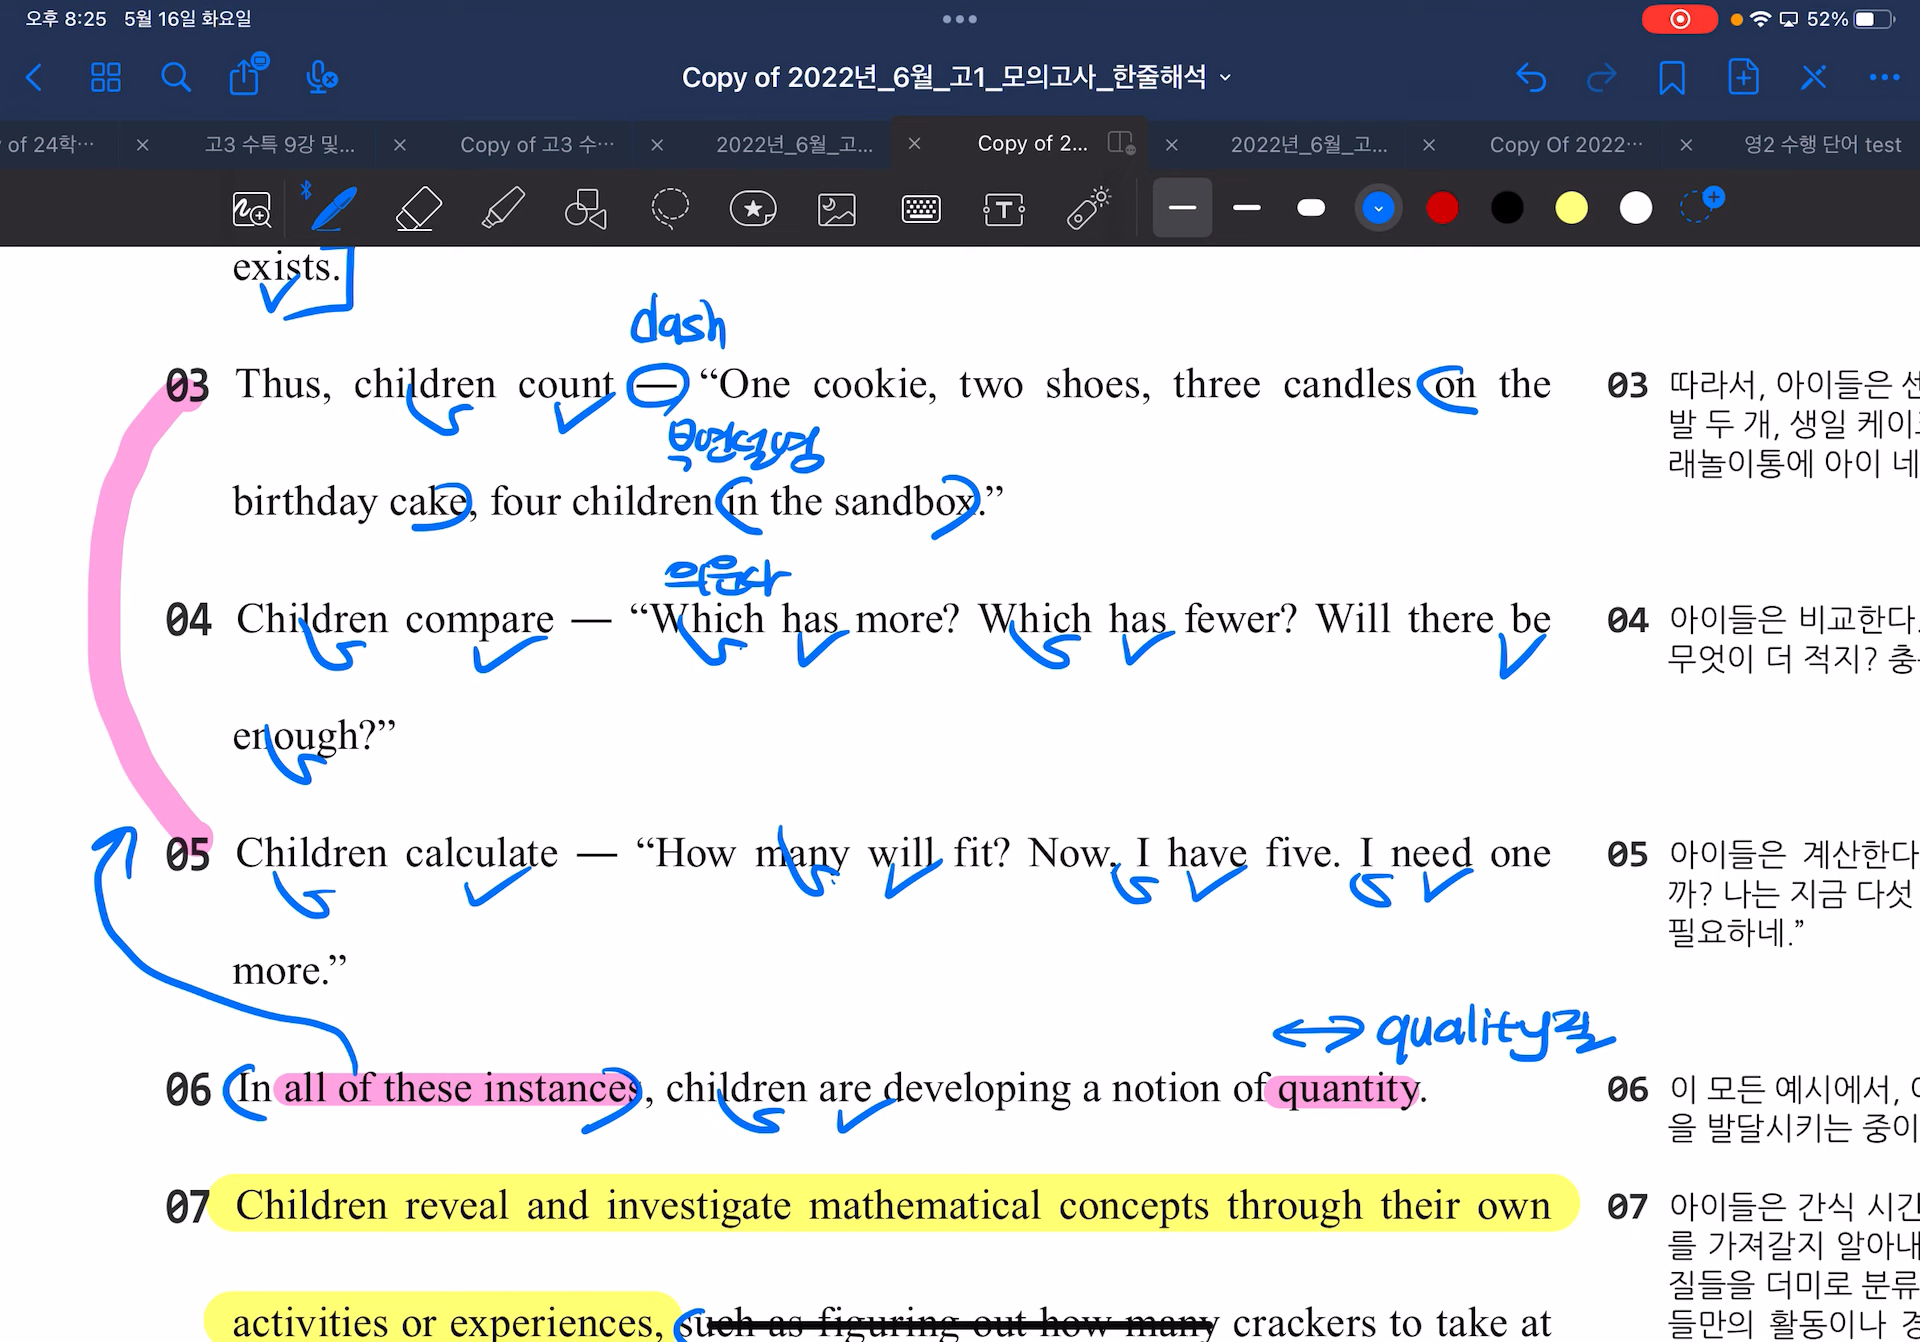 오후 8:25 5월 16일 화요일
52%
Copy of 2022년_6월_고1_모의고사_한줄해석
of 24학···
고3 수특 9강 및...
Copy of 고3 수···
2022년_6월_고...
Copy of 2...
2022년_6월_고...
Copy Of 2022···
영2 수행 단어 test
exists.
dash
03 Thus, children count — “One cookie, two shoes, three candles on the
부연설명
birthday cake, four children in the sandbox.”
의문사
04 Children compare — “Which has more? Which has fewer? Will there be
enough?”
05 Children calculate — “How many will fit? Now, I have five. I need one
more.”
↔ quality 질
06 In all of these instances, children are developing a notion of quantity.
07 Children reveal and investigate mathematical concepts through their own
activities or experiences, such as figuring out how many crackers to take at
03 따라서, 아이들은
발 두 개, 생일
래놀이통에 아이 네
04 아이들은 비교한다
무엇이 더 적지?
05 아이들은 계산한다
까? 나는 지금 다섯
필요하네.”
06 이 모든 예시에서,
을 발달시키는 중이
07 아이들은 간식 시간
를 가져갈지 알아내
질들을 더미로 분류
들만의 활동이나